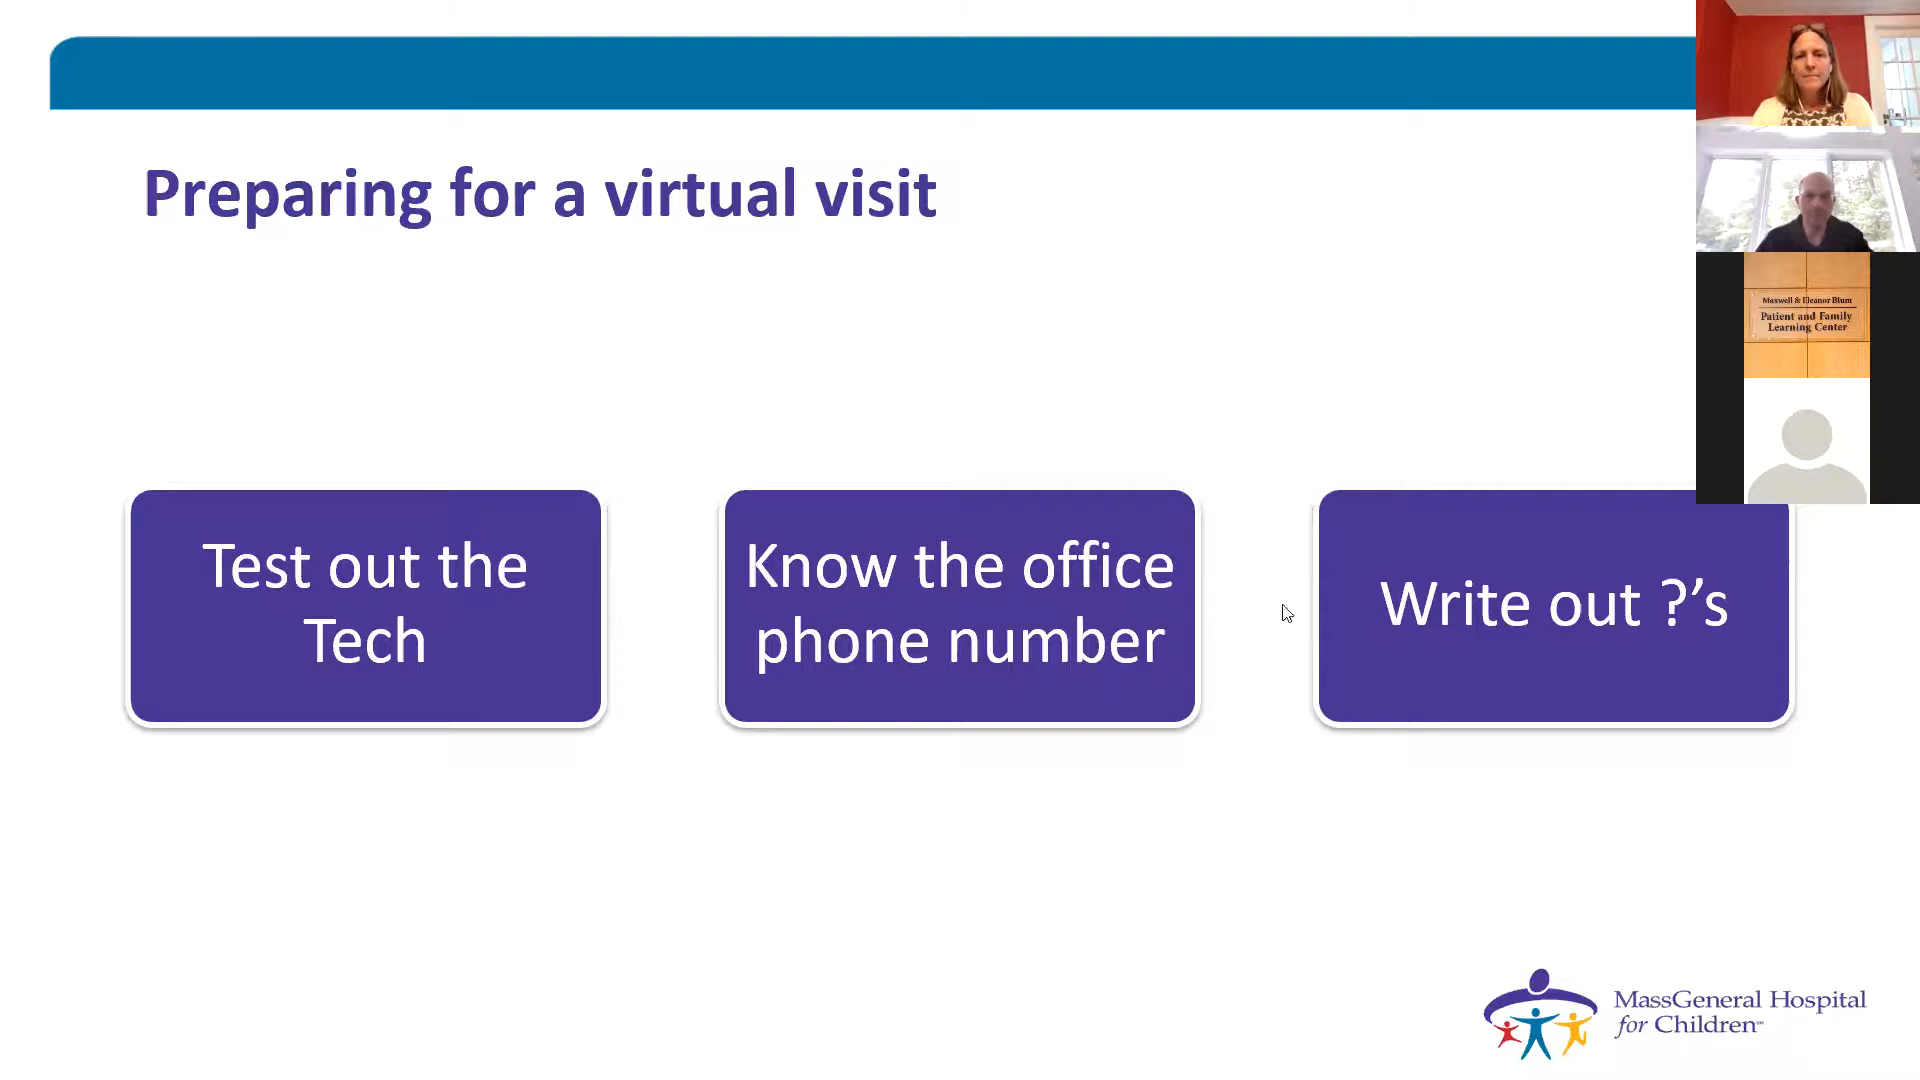 Preparing for a virtual visit
Maxwell & Eleanor Blum
Patient and Family
Learning Center
Test out the
Tech
Know the office
phone number
Write out ?’s
MassGeneral Hospital
for Children